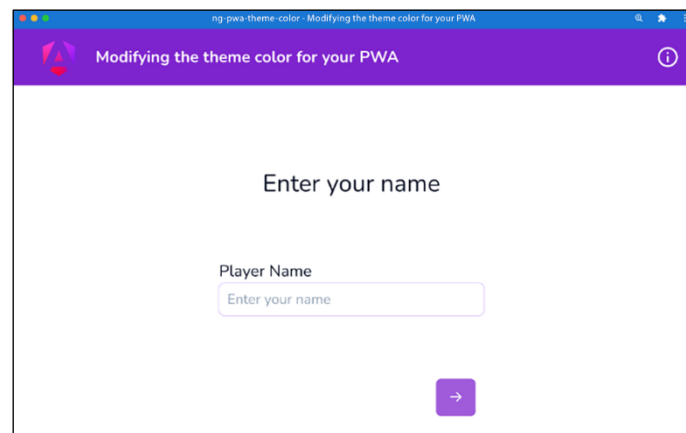 ng-pwa-theme-color - Modifying the theme color for your PWA
Modifying the theme color for your PWA
Enter your name
Player Name
Enter your name